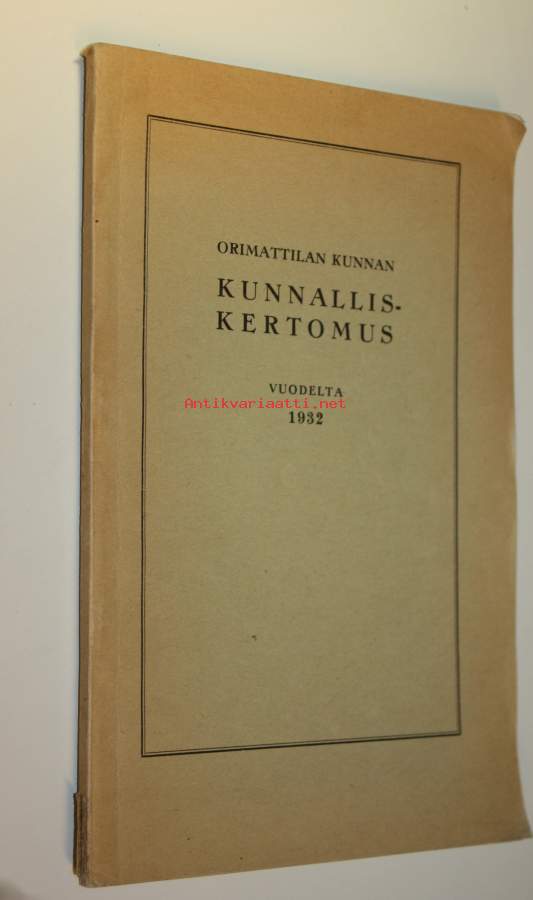 ORIMATTILAN KUNNAN
KUNNALLIS-
KERTOMUS
VUODELTA
Antikvariaatti.net
1932